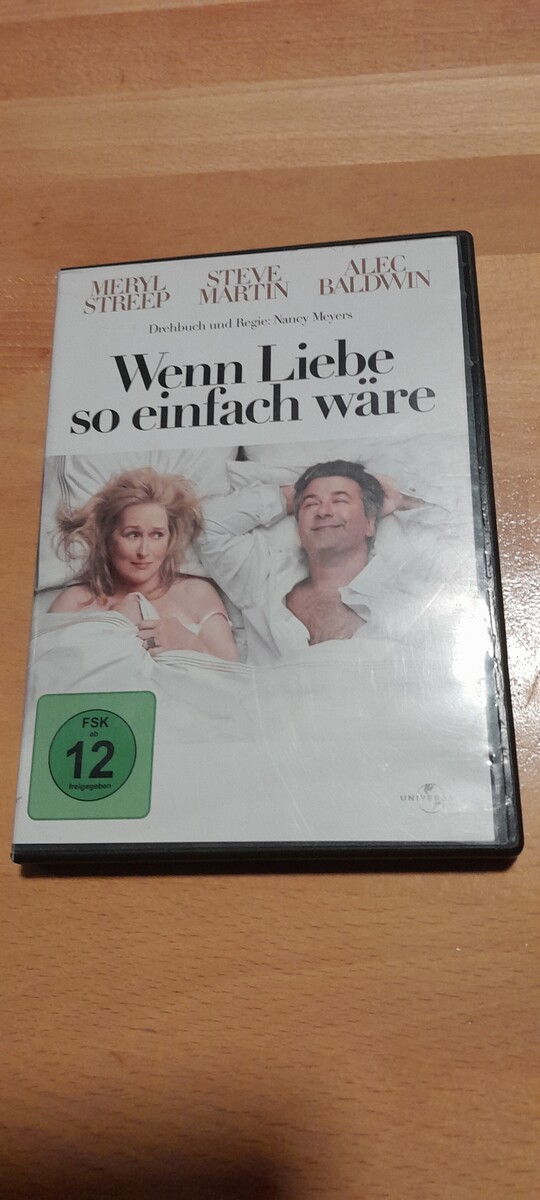 MERYL STREEP
STEVE MARTIN
ALEC BALDWIN
Drehbuch und Regie: Nancy Meyers
Wenn Liebe
so einfach wäre
FSK
ab
12
freigegeben